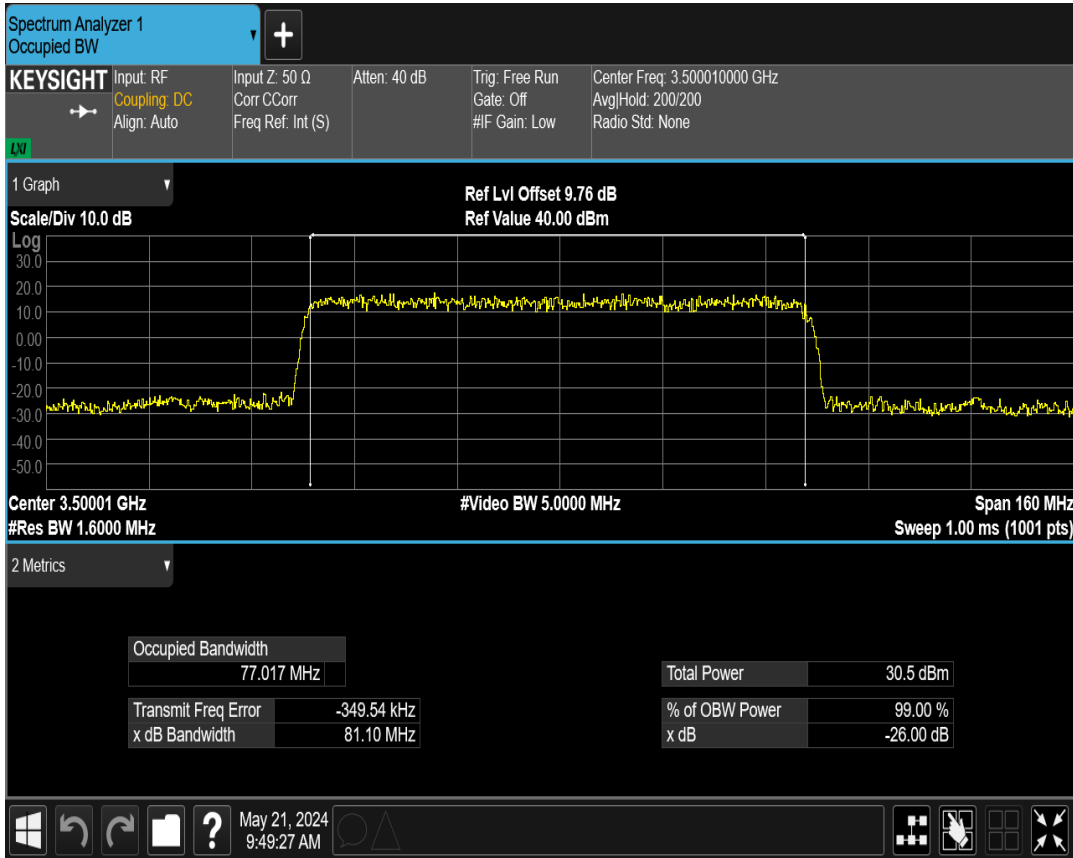 Spectrum Analyzer 1
Occupied BW
KEYSIGHT
LXI
Input: RF
Coupling: DC
Align: Auto
Input Z: 50 Ω
Corr CCorr
Freq Ref: Int (S)
Atten: 40 dB
Trig: Free Run
Gate: Off
#IF Gain: Low
Center Freq: 3.500010000 GHz
Avg|Hold: 200/200
Radio Std: None
1 Graph
Scale/Div 10.0 dB
Ref Lvl Offset 9.76 dB
Ref Value 40.00 dBm
Log
30.0
20.0
10.0
0.00
-10.0
-20.0
-30.0
-40.0
-50.0
Center 3.50001 GHz
#Res BW 1.6000 MHz
#Video BW 5.0000 MHz
Span 160 MHz
Sweep 1.00 ms (1001 pts)
2 Metrics
Occupied Bandwidth
77.017 MHz
Transmit Freq Error -349.54 kHz
x dB Bandwidth 81.10 MHz
Total Power 30.5 dBm
% of OBW Power 99.00 %
x dB -26.00 dB
May 21, 2024
9:49:27 AM